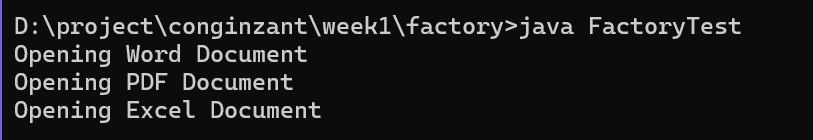 D:\project\conginzant\week1\factory>java FactoryTest
Opening Word Document
Opening PDF Document
Opening Excel Document